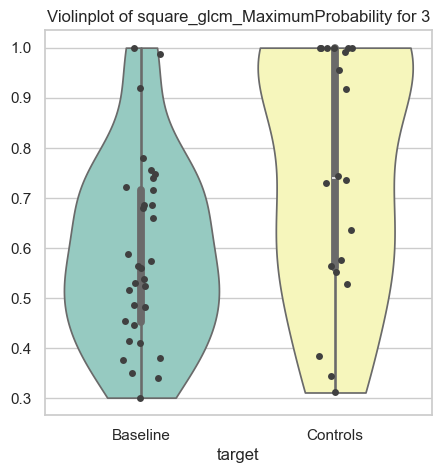 Violinplot of square_glcm_MaximumProbability for 3
1.0
0.9
0.8
0.7
0.6
0.5
0.4
0.3
Baseline
Controls
target